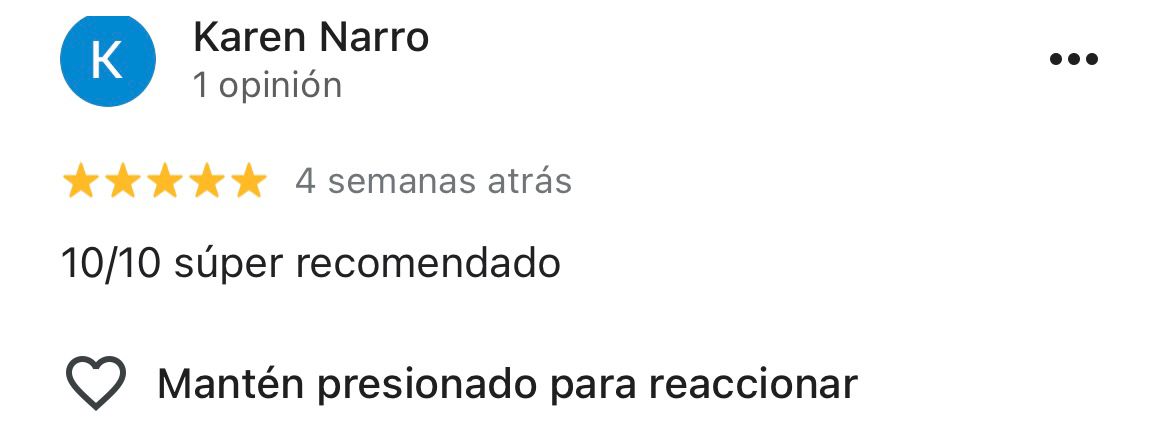 K
Karen Narro
1 opinión
4 semanas atrás
10/10 súper recomendado
Mantén presionado para reaccionar